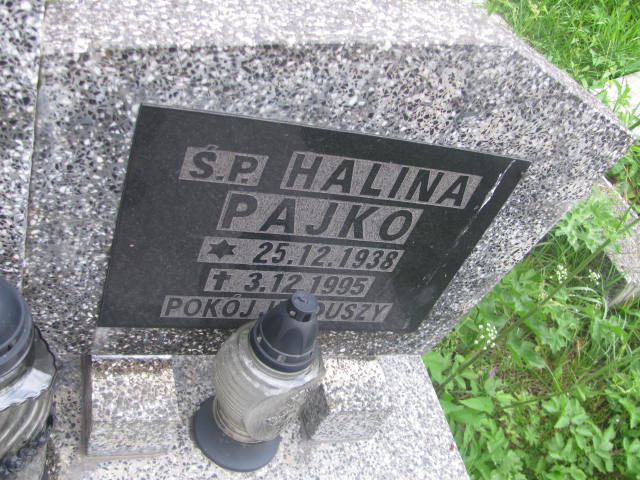 Ś.P. HALINA
PAJKO
25.12.1938
✝ 3.12.1995
POKÓJ DUSZY